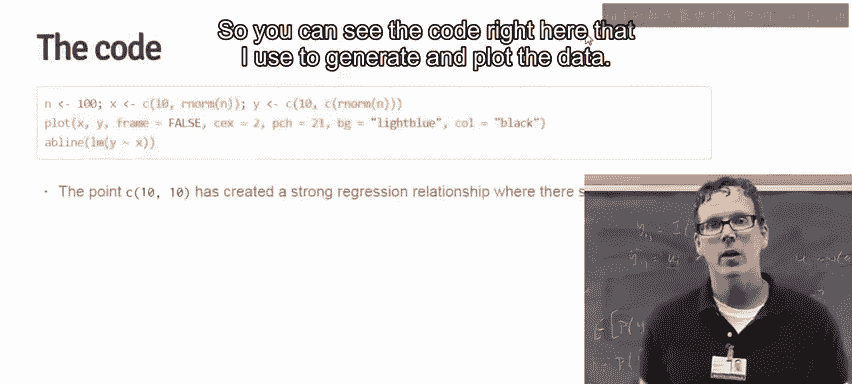 The code
So you can see the code right here that
I use to generate and plot the data.
n <- 100; x <- c(10, rnorm(n)); y <- c(10, c(rnorm(n)))
plot(x, y, frame = FALSE, cex = 2, pch = 21, bg = "lightblue", col = "black")
abline(lm(y ~ x))
· The point c(10, 10) has created a strong regression relationship where there